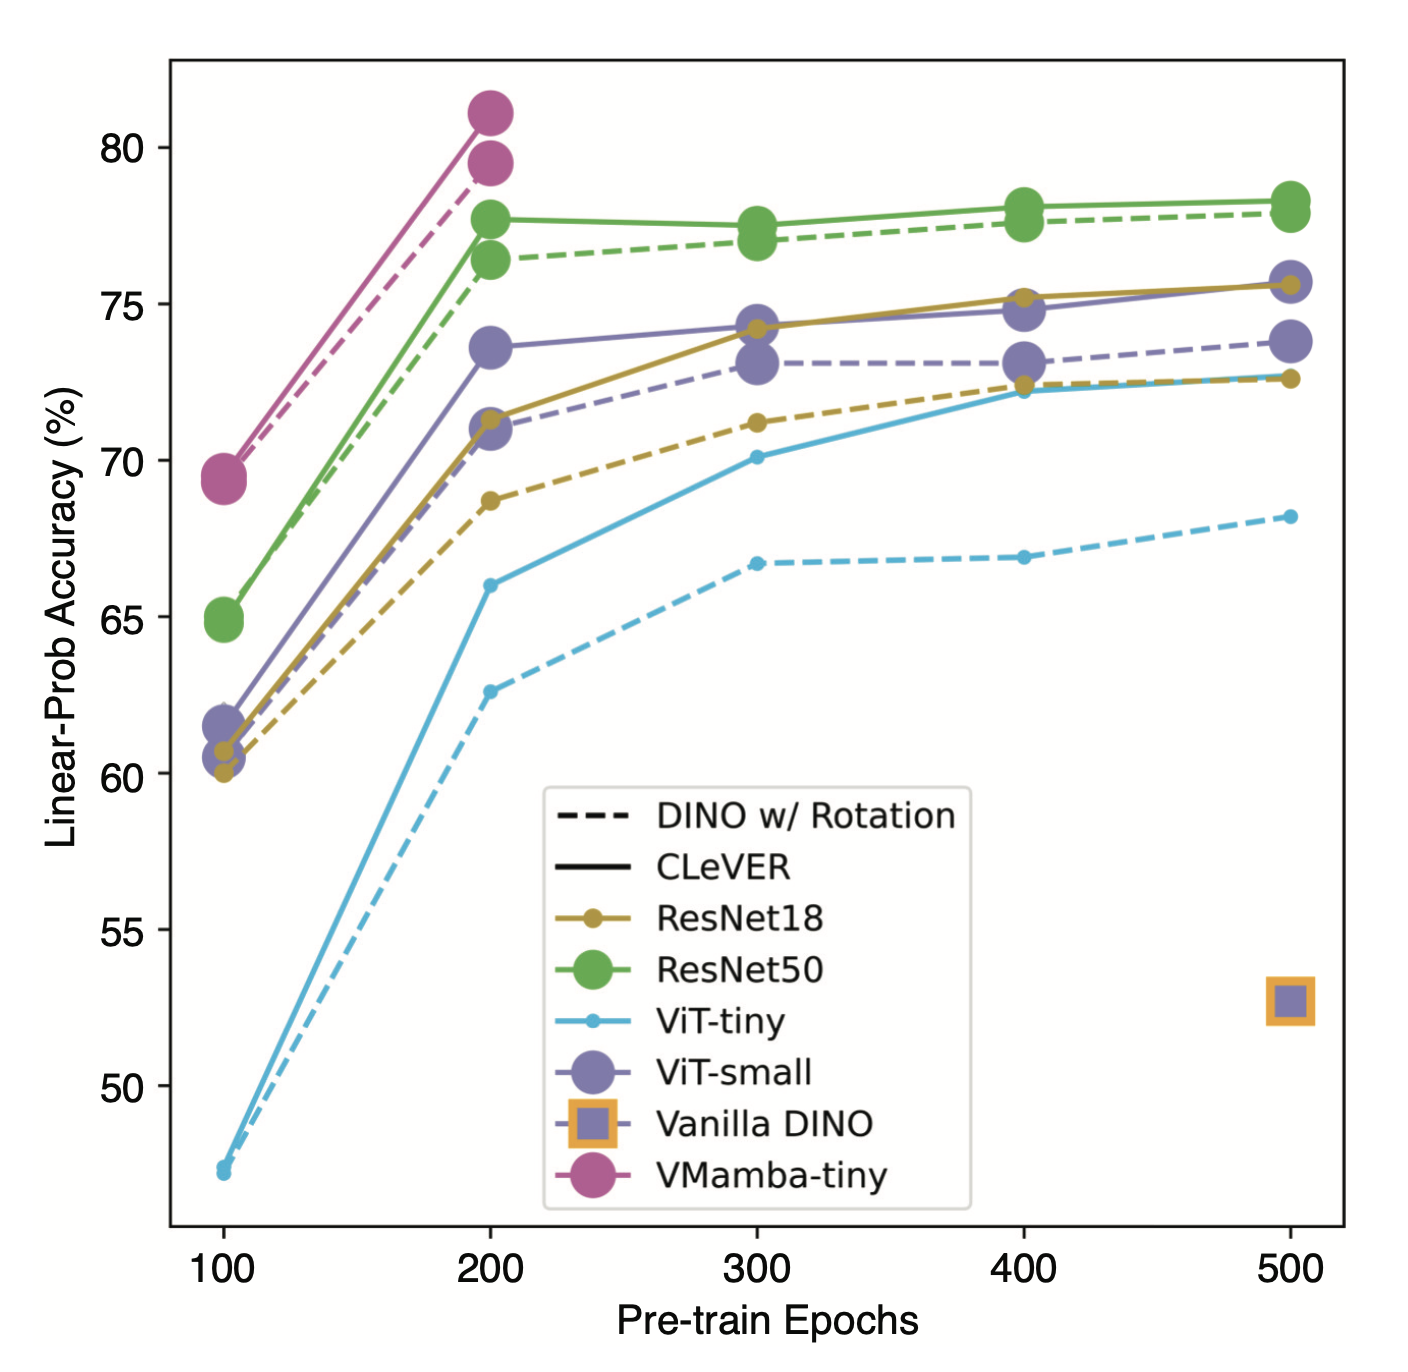 80
75
70
65
60
55
50
Linear-Prob Accuracy (%)
DINO w/ Rotation
CLeVER
ResNet18
ResNet50
ViT-tiny
ViT-small
Vanilla DINO
VMamba-tiny
100 200 300 400 500
Pre-train Epochs